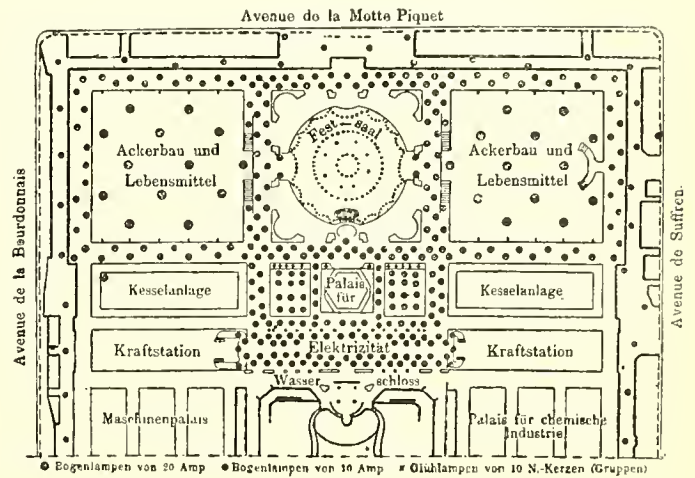 Avenue de la Motte Piquet
Avenue de la Bourdonnais
Avenue de Suffren.
Ackerbau und
Lebensmittel
Fest-saal
Ackerbau und
Lebensmittel
Kesselanlage
Palais
für
Kesselanlage
Kraftstation
Elektrizität
Kraftstation
Wasser schloss
Maschinenpalais
Palais für chemische
Industrie
Bogenlampen von 20 Amp Bogenlampen von 10 Amp Glühlampen von 10 N.-Kerzen (Gruppen)